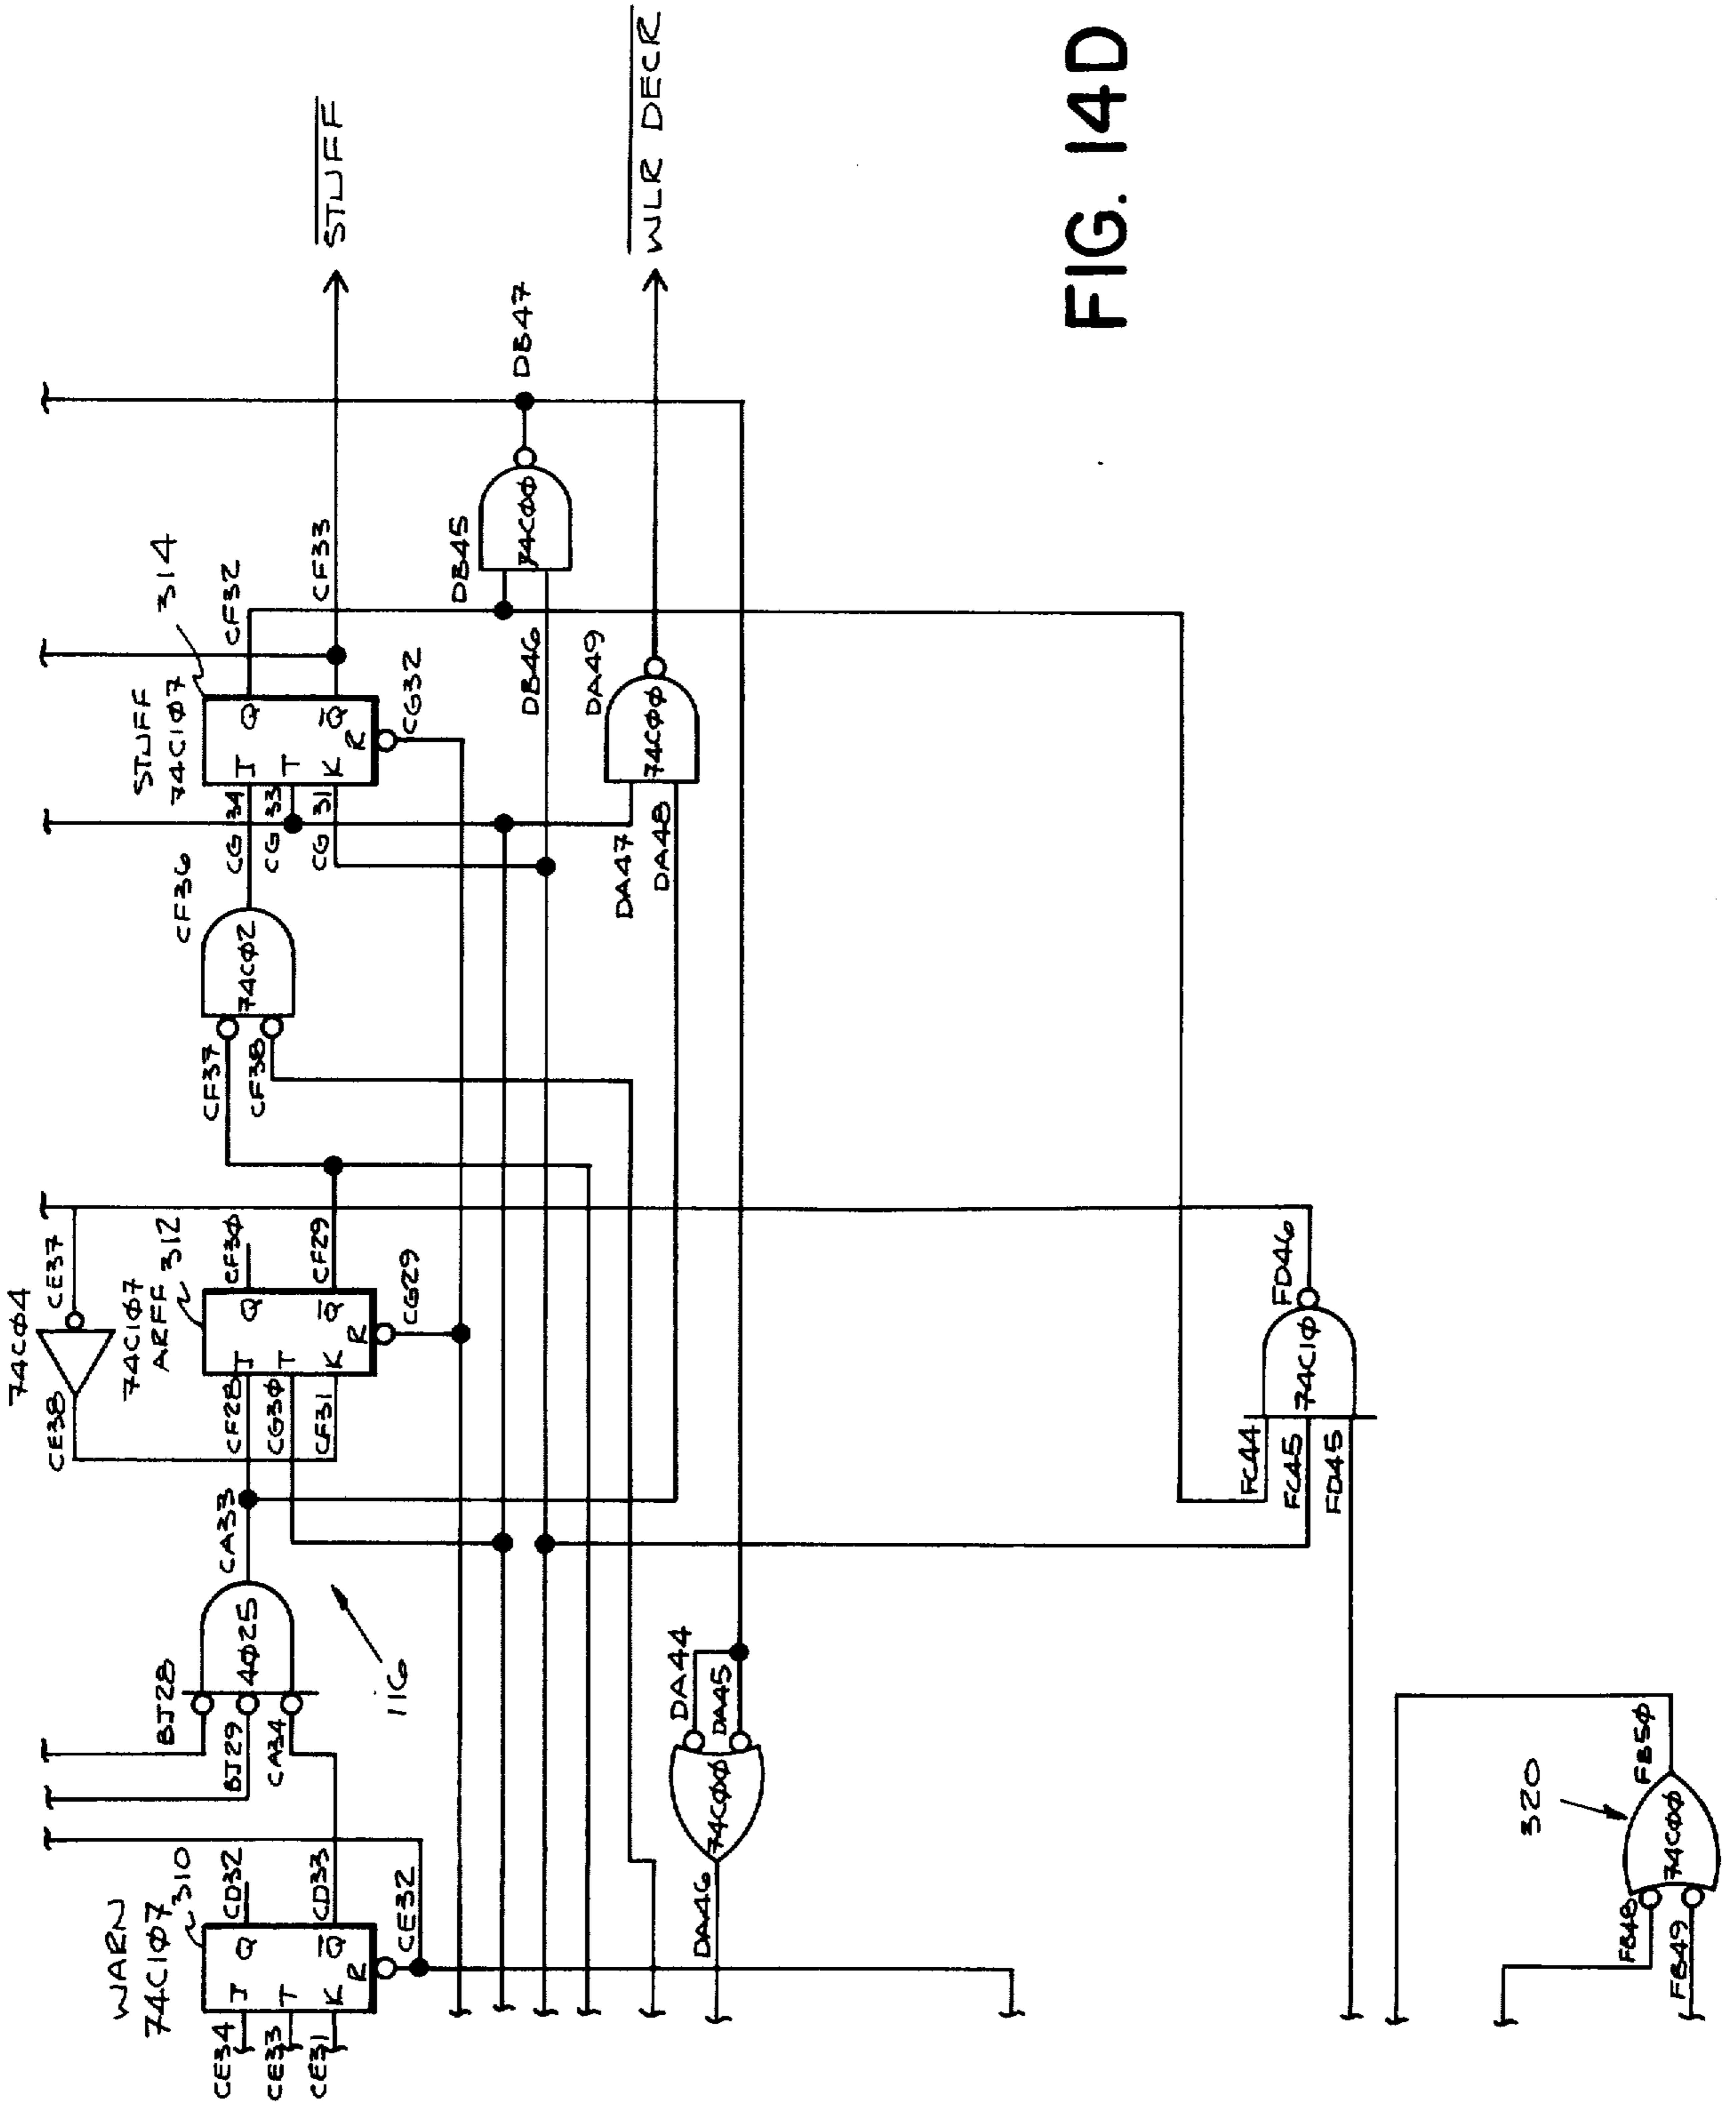 WARN
74C107
310
CE34
CE33
CE31
J
T
K
Q
Q̅
R
CD32
CD33
CE32
BJ28
BJ29
CA34
4025
CA33
116
74C04
CE38
CE37
74C107
ARFF 312
CF28
CG30
CF31
J
T
K
Q
Q̅
R
CF30
CF29
CG29
CF37
CF38
74C02
CF36
STUFF
74C107
314
CG34
CG33
CG31
J
T
K
Q
Q̅
R
CF32
CF33
CG32
STUFF
DB45
DB46
74C00
DB47
DA47
DA48
74C00
DA49
WLR DECR
DA44
DA45
74C00
DA46
FC44
FC45
FD45
74C10
FD46
320
FB48
FB49
74C00
FB50
FIG. 14D